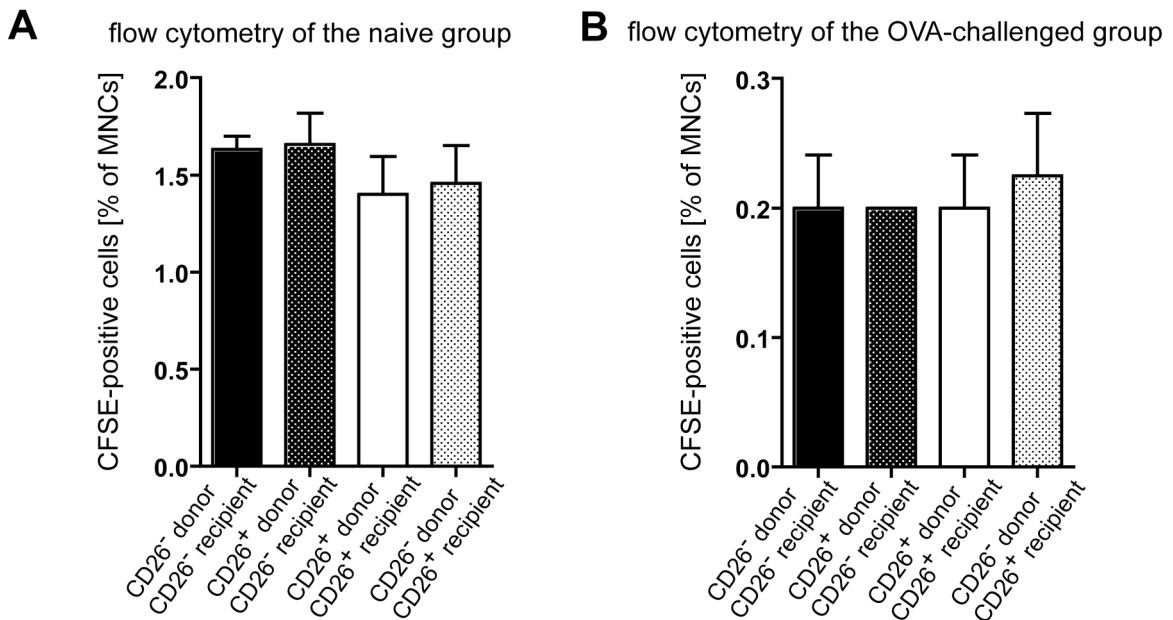 A
flow cytometry of the naive group
CFSE-positive cells [% of MNCs]
2.0
1.5
1.0
0.5
0.0
CD26⁻ donor
CD26⁻ recipient
CD26⁺ donor
CD26⁻ recipient
CD26⁺ donor
CD26⁺ recipient
CD26⁻ donor
CD26⁺ recipient
B
flow cytometry of the OVA-challenged group
CFSE-positive cells [% of MNCs]
0.3
0.2
0.1
0.0
CD26⁻ donor
CD26⁻ recipient
CD26⁺ donor
CD26⁻ recipient
CD26⁺ donor
CD26⁺ recipient
CD26⁻ donor
CD26⁺ recipient